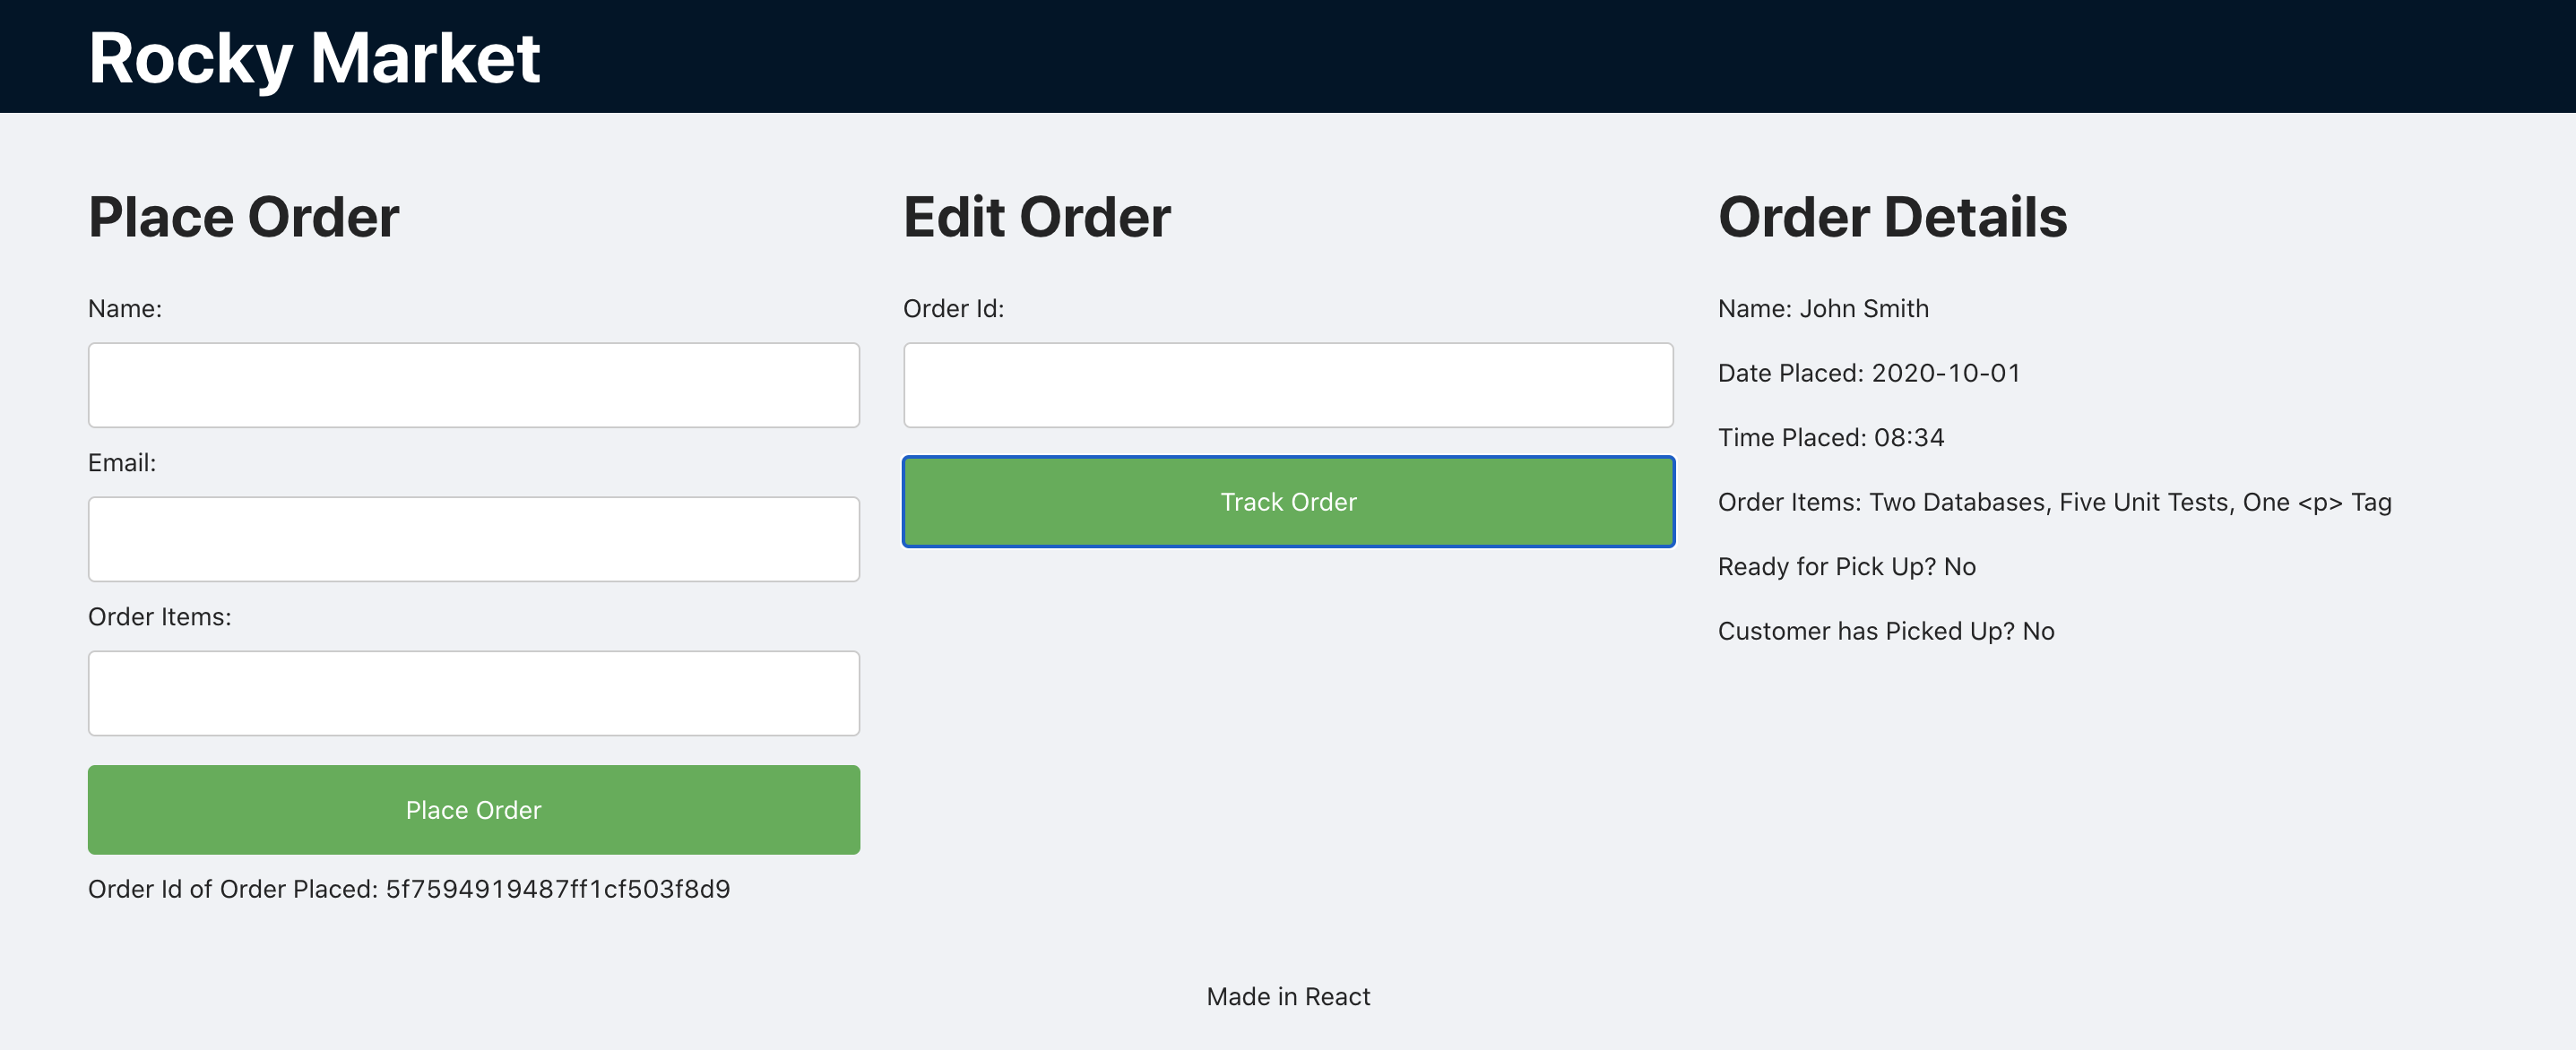 Rocky Market
Place Order
Name:
Email:
Order Items:
Place Order
Order Id of Order Placed: 5f7594919487ff1cf503f8d9
Edit Order
Order Id:
Track Order
Order Details
Name: John Smith
Date Placed: 2020-10-01
Time Placed: 08:34
Order Items: Two Databases, Five Unit Tests, One <p> Tag
Ready for Pick Up? No
Customer has Picked Up? No
Made in React